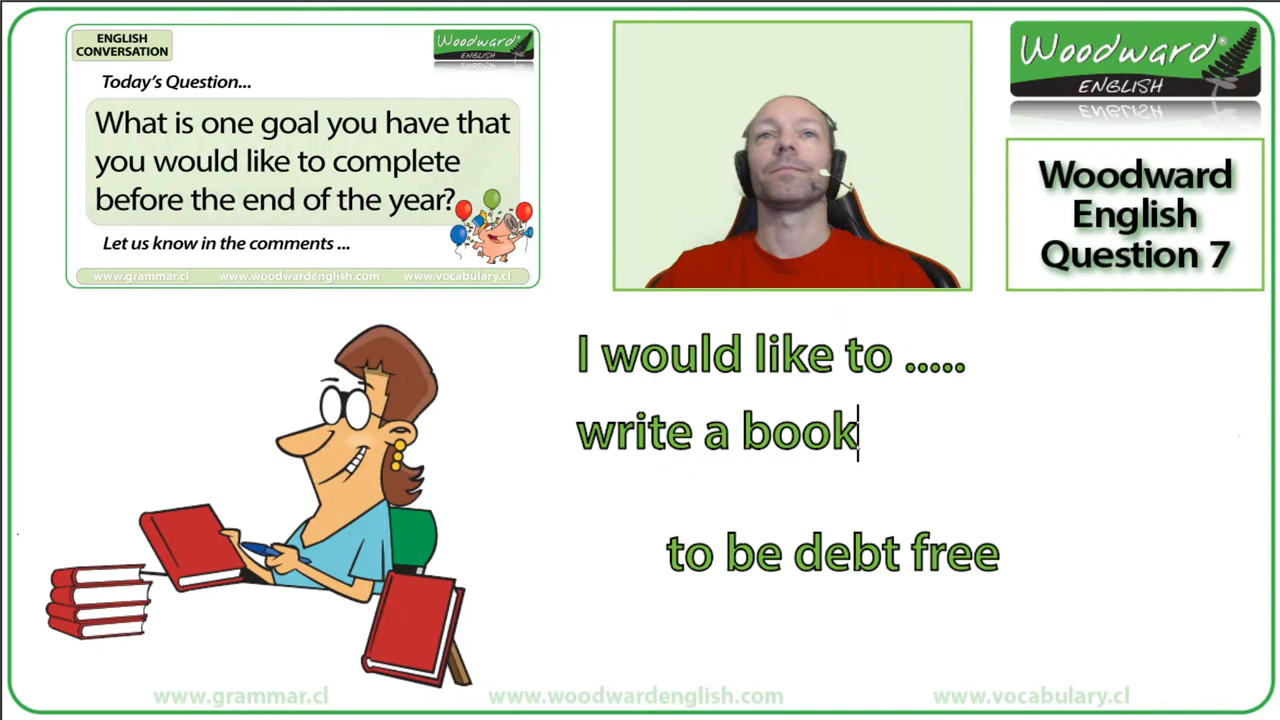 ENGLISH
CONVERSATION
Woodward
ENGLISH
Today's Question...
What is one goal you have that
you would like to complete
before the end of the year?
Let us know in the comments ...
www.grammar.cl www.woodwardenglish.com www.vocabulary.cl
Woodward®
ENGLISH
Woodward
English
Question 7
I would like to .....
write a book
to be debt free
www.grammar.cl www.woodwardenglish.com www.vocabulary.cl